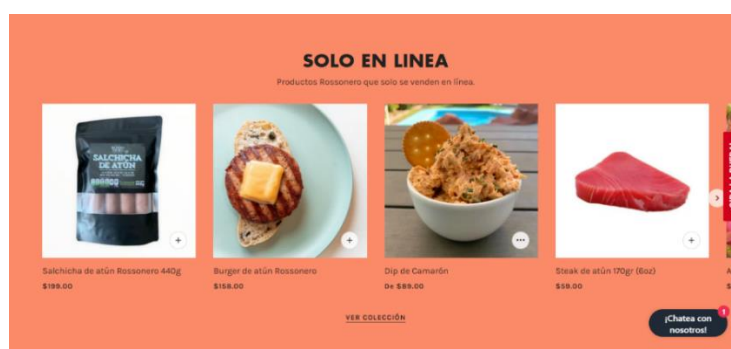 SOLO EN LINEA
Productos Rossonero que solo se venden en línea.
SALCHICHA
DE ATÚN
Salchicha de atún Rossonero 440g
$199.00
Burger de atún Rossonero
$158.00
Dip de Camarón
De $89.00
Steak de atún 170gr (6oz)
$59.00
A
$
VER COLECCIÓN
1
¡Chatea con
nosotros!